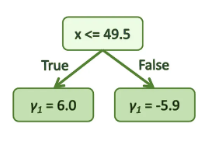 x <= 49.5
True False
γ₁ = 6.0 γ₁ = -5.9